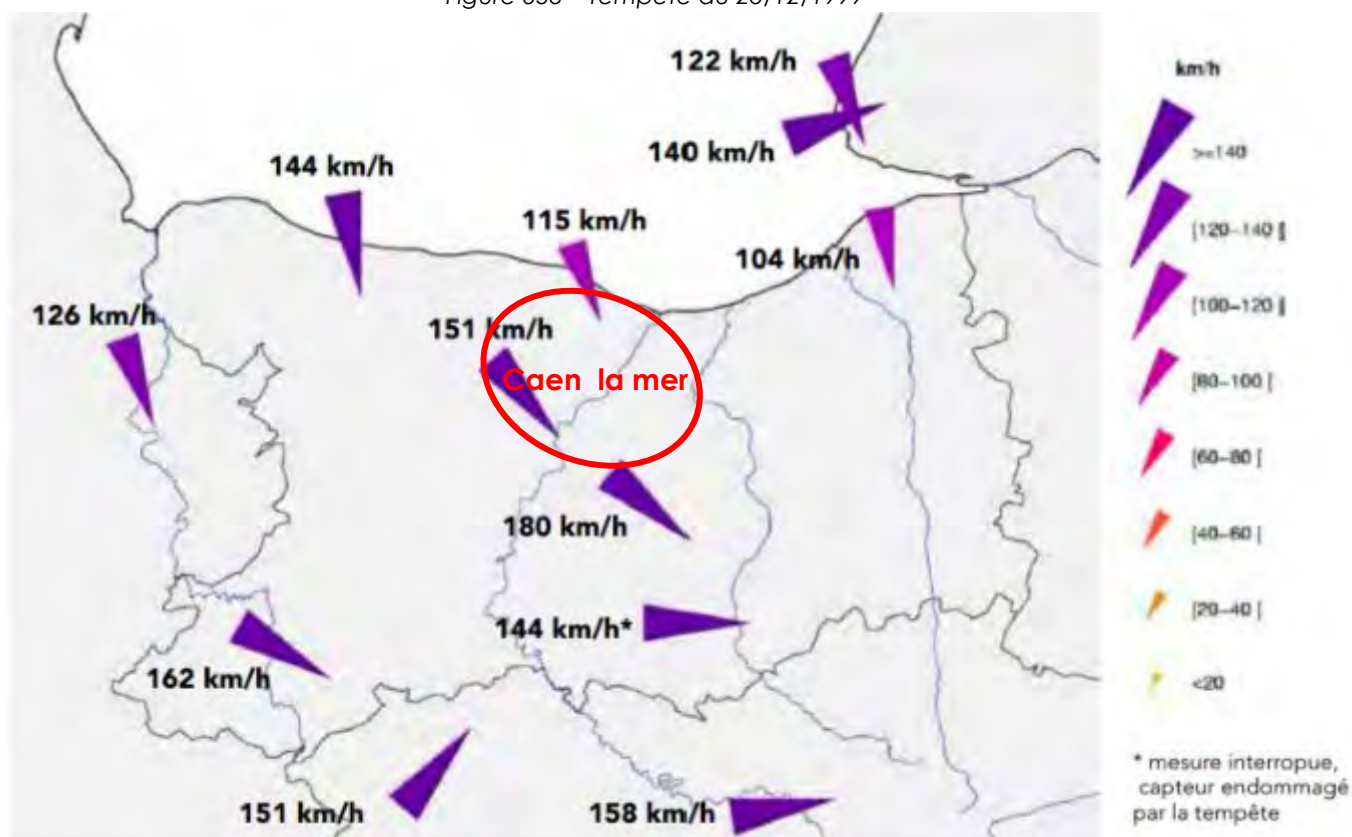 122 km/h
140 km/h
144 km/h
115 km/h
104 km/h
126 km/h
151 km/h
Caen la mer
180 km/h
144 km/h*
162 km/h
151 km/h
158 km/h
km/h
>=140
[120-140 [
[100-120 [
[80-100 [
[60-80 [
[40-60 [
[20-40 [
<20
* mesure interropue,
capteur endommagé
par la tempête